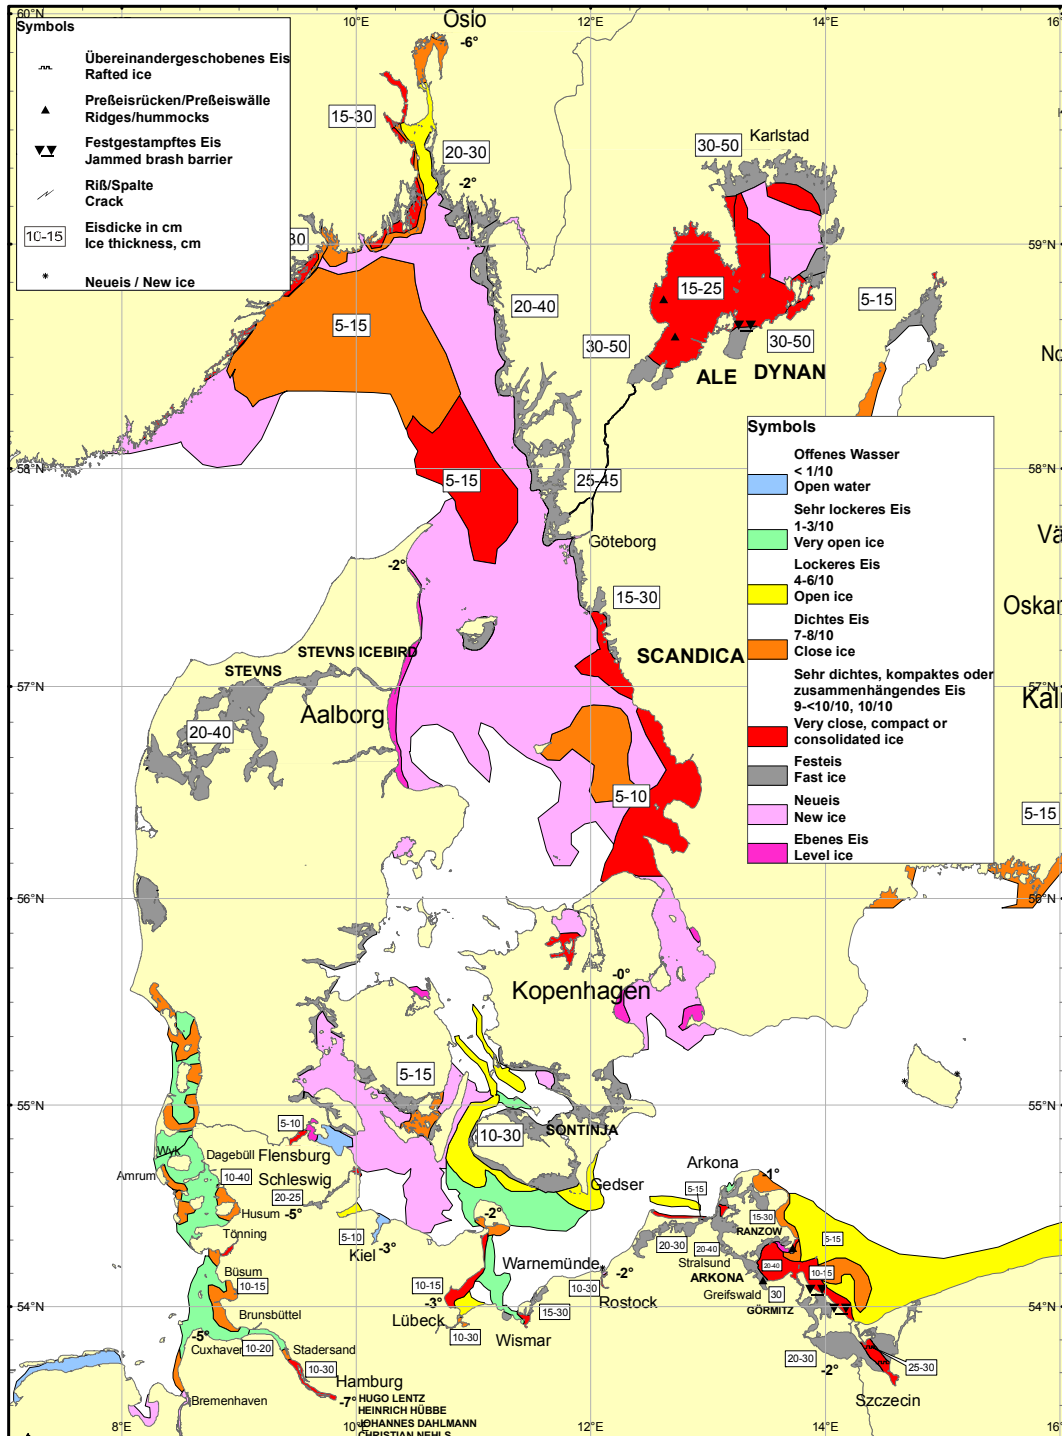 10°E
12°E
14°E
16°
60°N
Symbols
Übereinandergeschobenes Eis
Rafted ice
Preßeisrücken/Preßeiswälle
Ridges/hummocks
Festgestampftes Eis
Jammed brash barrier
Riß/Spalte
Crack
10-15
Eisdicke in cm
Ice thickness, cm
Neueis / New ice
Oslo
-6°
15-30
20-30
-2°
30
30-50
Karlstad
59°N
15-25
5-15
20-40
5-15
30-50
30-50
ALE
DYNAN
No
Symbols
Offenes Wasser
< 1/10
Open water
Sehr lockeres Eis
1-3/10
Very open ice
Lockeres Eis
4-6/10
Open ice
Dichtes Eis
7-8/10
Close ice
Sehr dichtes, kompaktes oder
zusammenhängendes Eis
9-<10/10, 10/10
Very close, compact or
consolidated ice
Festeis
Fast ice
Neueis
New ice
Ebenes Eis
Level ice
58°N
58°N
5-15
25-45
Göteborg
Vä
-2°
15-30
Oskar
STEVNS ICEBIRD
SCANDICA
STEVNS
57°N
57°N
Aalborg
Kal
20-40
5-10
5-15
56°N
56°N
-0°
Kopenhagen
5-15
55°N
55°N
5-10
10-30
SONTINJA
Wyk
Dagebüll
Flensburg
Amrum
10-40
Schleswig
20-25
-5°
Husum
Gedser
Arkona
-1°
5-15
15-30
RANZOW
5-15
Tönning
5-10
Kiel
-3°
-2°
20-30
20-40
Stralsund
20-40
10-15
Warnemünde
-2°
ARKONA
Büsum
10-15
10-15
-3°
10-30
Rostock
Greifswald
30
GÖRMITZ
54°N
54°N
Brunsbüttel
Lübeck
15-30
10-30
Wismar
-5°
Cuxhaven
10-20
Stadersand
10-30
20-30
-2°
25-30
Hamburg
-7°
Szczecin
Bremenhaven
HUGO LENTZ
HEINRICH HÜBBE
JOHANNES DAHLMANN
CHRISTIAN NEHLS
8°E
10°E
12°E
14°E
16°